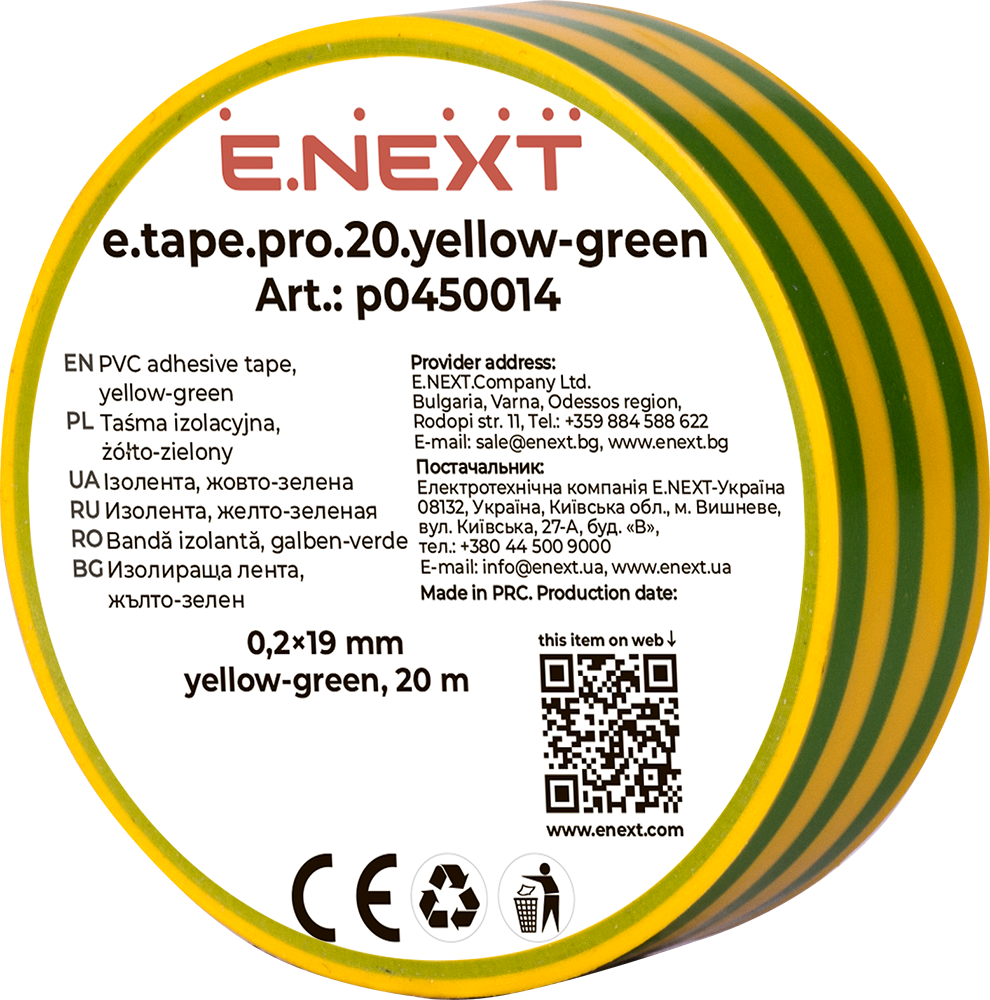 E.NEXT
e.tape.pro.20.yellow-green
Art.: p0450014
EN PVC adhesive tape,
yellow-green
PL Taśma izolacyjna,
żółto-zielony
UA Ізолента, жовто-зелена
RU Изолента, желто-зеленая
RO Bandă izolantă, galben-verde
BG Изолираща лента,
жълто-зелен
Provider address:
E.NEXT.Company Ltd.
Bulgaria, Varna, Odessos region,
Rodopi str. 11, Tel.: +359 884 588 622
E-mail: sale@enext.bg, www.enext.bg
Постачальник:
Електротехнічна компанія E.NEXT-Україна
08132, Україна, Київська обл., м. Вишневе,
вул. Київська, 27-А, буд. «В»,
тел.: +380 44 500 9000
E-mail: info@enext.ua, www.enext.ua
Made in PRC. Production date:
0,2×19 mm
yellow-green, 20 m
this item on web↓
www.enext.com
CE